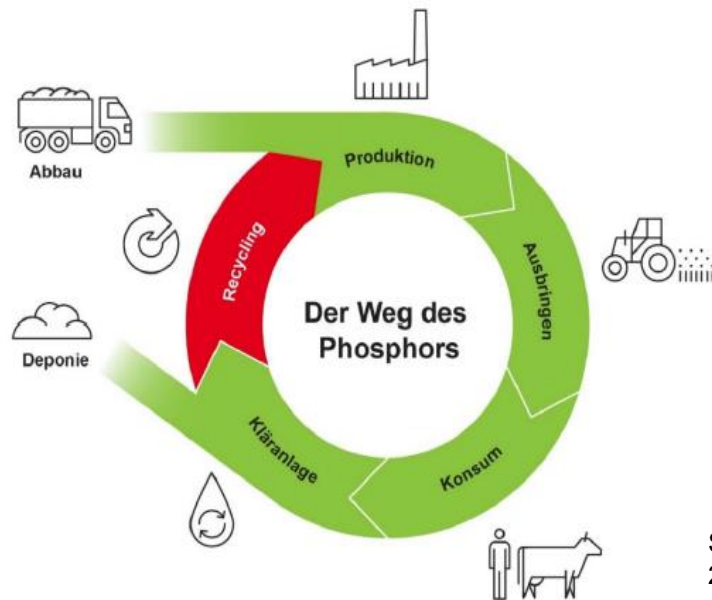 Abbau
Produktion
Recycling
Ausbringen
Der Weg des
Phosphors
Deponie
Kläranlage
Konsum